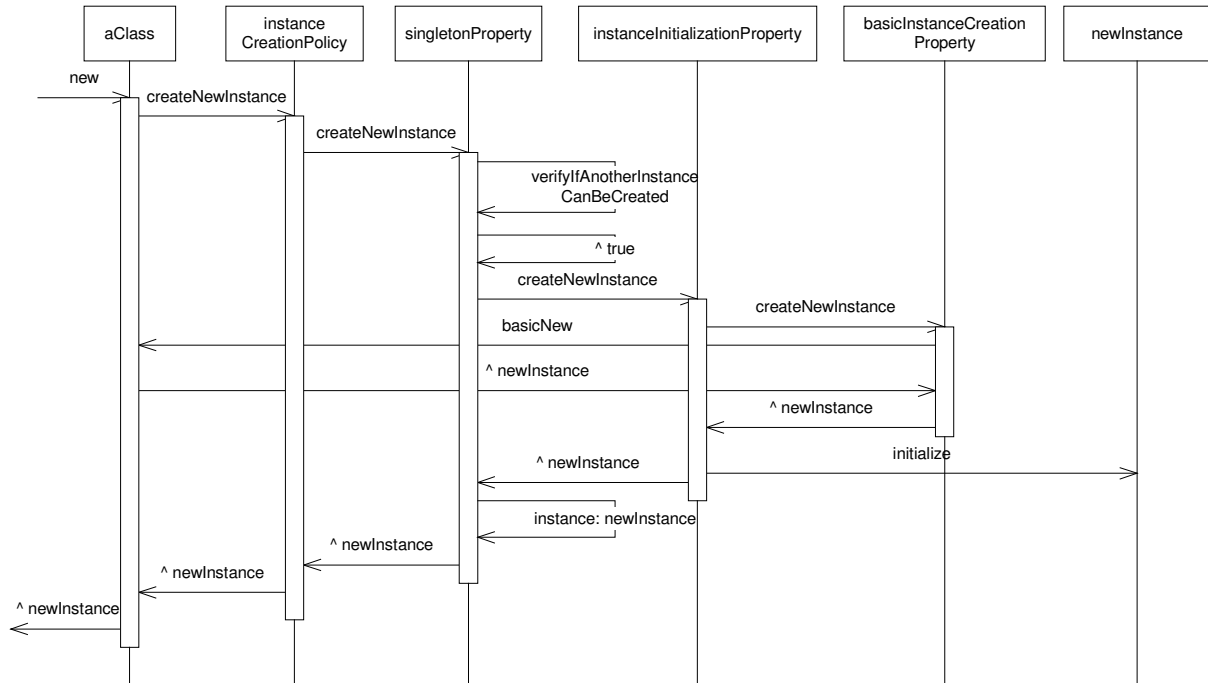 aClass
instance
CreationPolicy
singletonProperty
instanceInitializationProperty
basicInstanceCreation
Property
newInstance
new
createNewInstance
createNewInstance
verifyIfAnotherInstance
CanBeCreated
^ true
createNewInstance
createNewInstance
basicNew
^ newInstance
^ newInstance
initialize
^ newInstance
instance: newInstance
^ newInstance
^ newInstance
^ newInstance